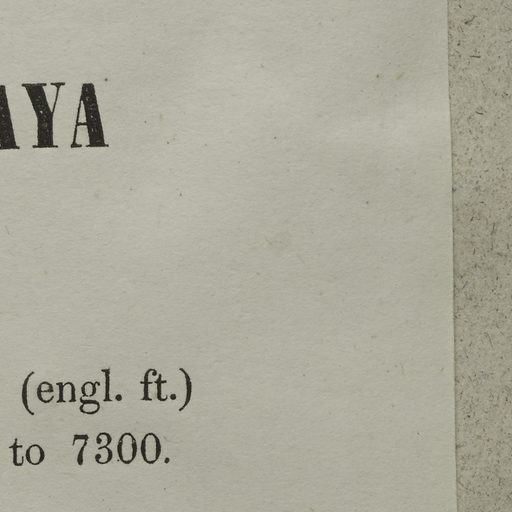 AYA
(engl. ft.)
to 7300.